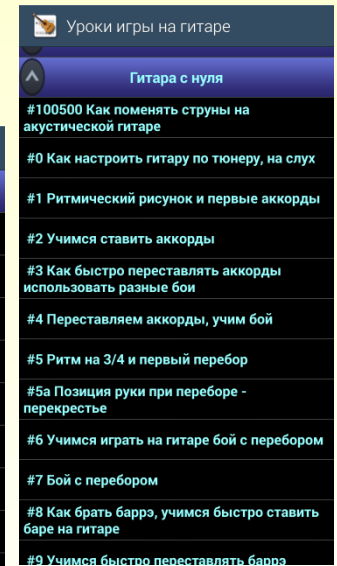 Уроки игры на гитаре
Гитара с нуля
#100500 Как поменять струны на
акустической гитаре
#0 Как настроить гитару по тюнеру, на слух
#1 Ритмический рисунок и первые аккорды
#2 Учимся ставить аккорды
#3 Как быстро переставлять аккорды
использовать разные бои
#4 Переставляем аккорды, учим бой
#5 Ритм на 3/4 и первый перебор
#5а Позиция руки при переборе -
перекрестье
#6 Учимся играть на гитаре бой с перебором
#7 Бой с перебором
#8 Как брать баррэ, учимся быстро ставить
баре на гитаре
#9 Учимся быстро переставлять баррэ